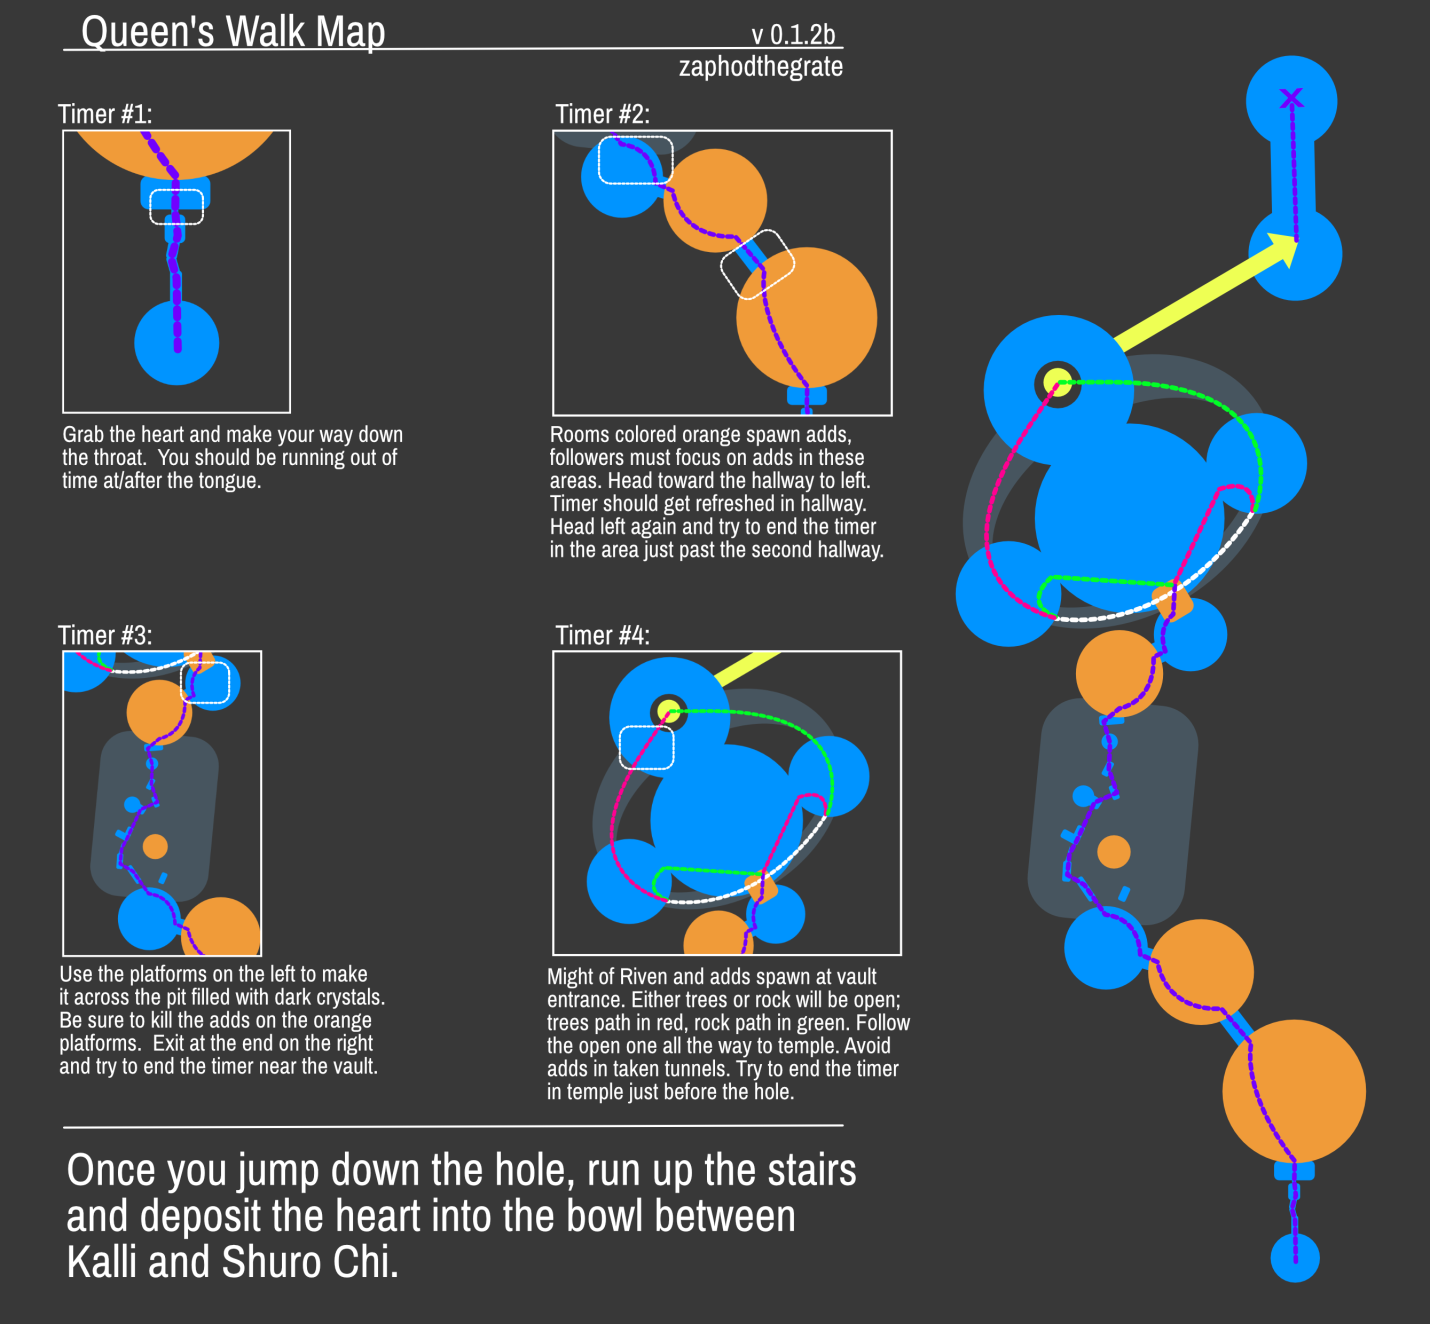 Queen's Walk Map
v 0.1.2b
zaphodthegrate
Timer #1:
Grab the heart and make your way down
the throat.  You should be running out of
time at/after the tongue.
Timer #2:
Rooms colored orange spawn adds,
followers must focus on adds in these
areas. Head toward the hallway to left.
Timer should get refreshed in hallway.
Head left again and try to end the timer
in the area just past the second hallway.
Timer #3:
Use the platforms on the left to make
it across the pit filled with dark crystals.
Be sure to kill the adds on the orange
platforms.  Exit at the end on the right
and try to end the timer near the vault.
Timer #4:
Might of Riven and adds spawn at vault
entrance. Either trees or rock will be open;
trees path in red, rock path in green. Follow
the open one all the way to temple. Avoid
adds in taken tunnels. Try to end the timer
in temple just before the hole.
Once you jump down the hole, run up the stairs
and deposit the heart into the bowl between
Kalli and Shuro Chi.
x